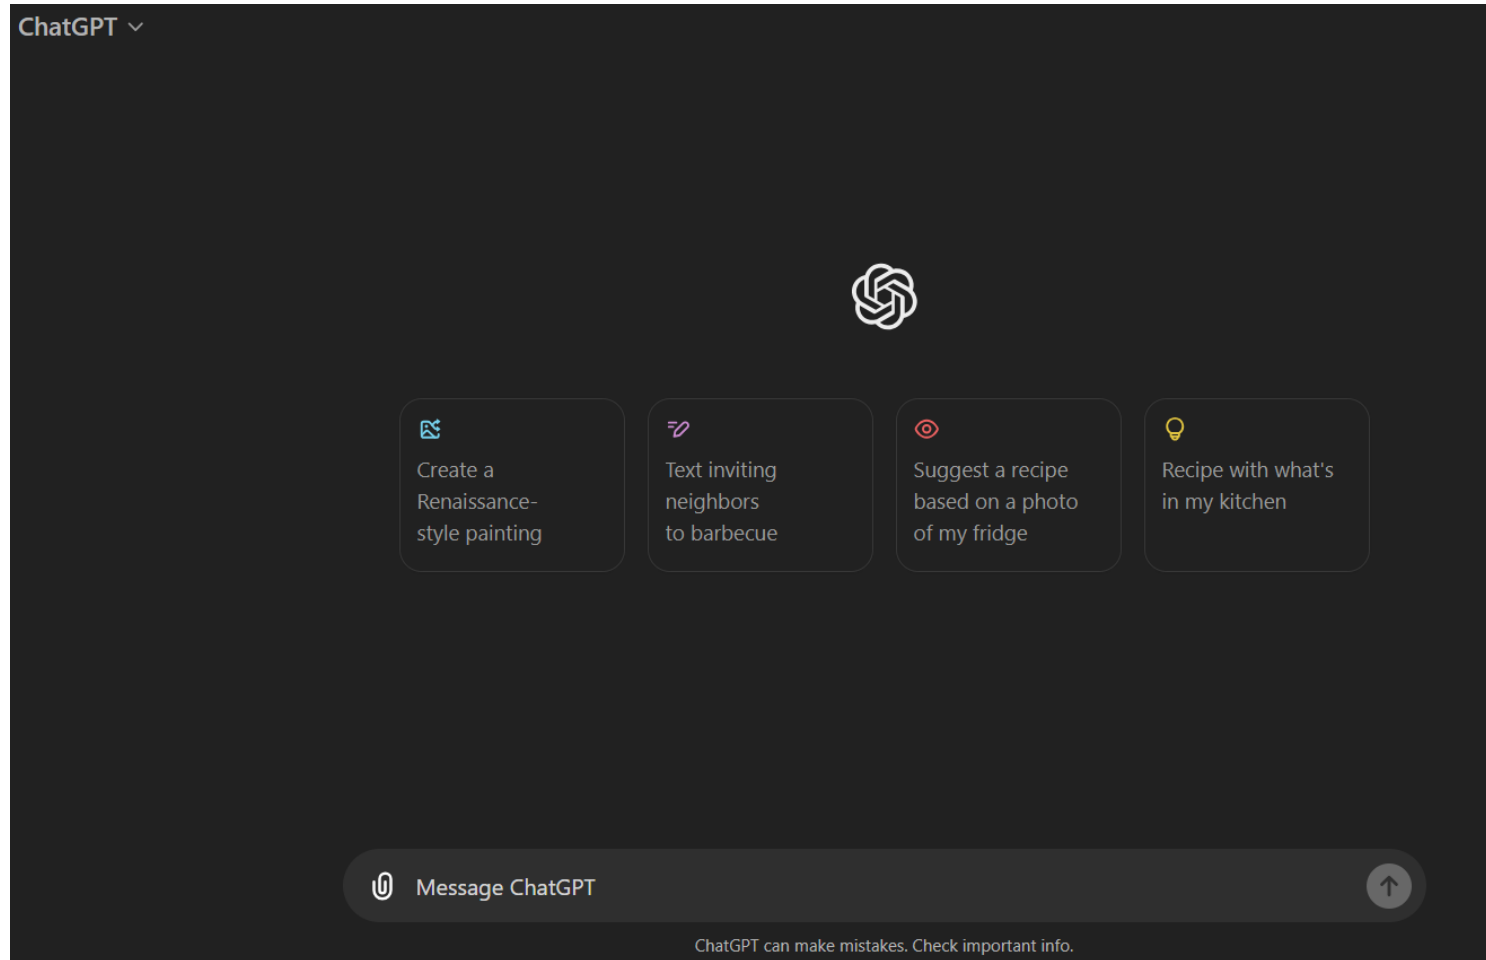 ChatGPT
Create a
Renaissance-
style painting
Text inviting
neighbors
to barbecue
Suggest a recipe
based on a photo
of my fridge
Recipe with what's
in my kitchen
Message ChatGPT
ChatGPT can make mistakes. Check important info.